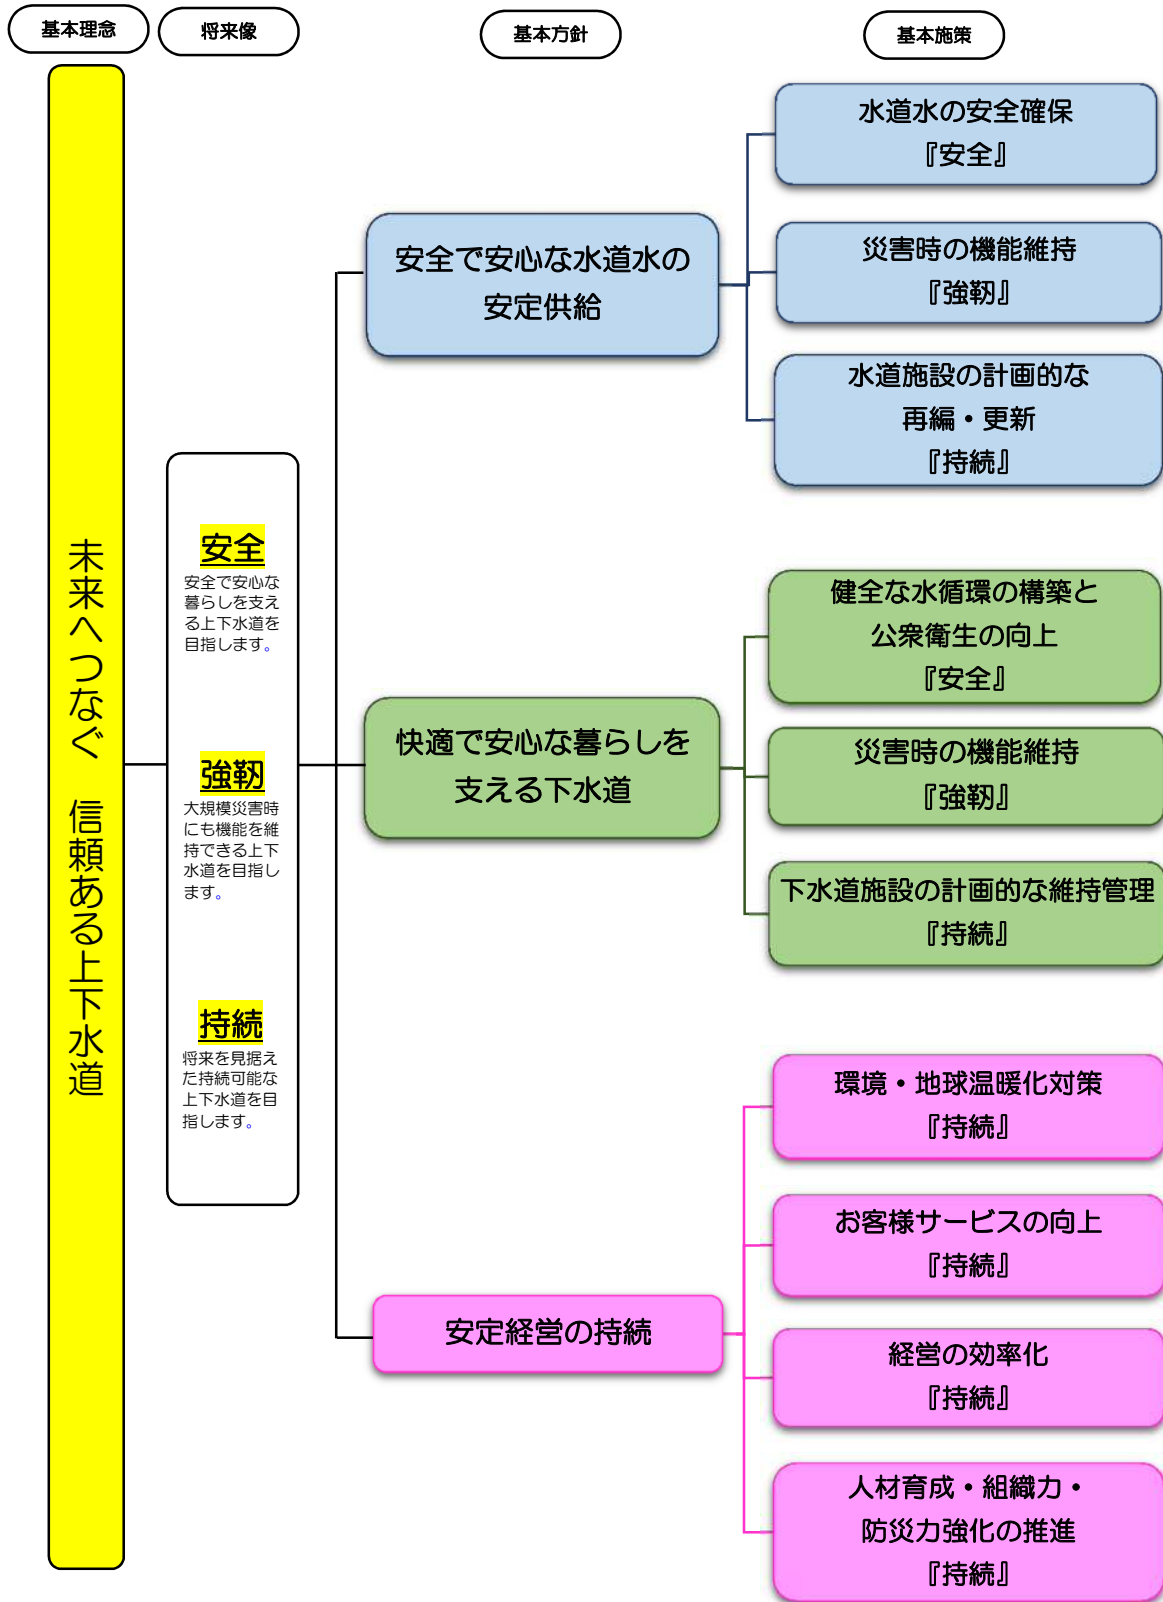 基本理念
将来像
基本方針
基本施策
未来へつなぐ　信頼ある上下水道
安全
安全で安心な
暮らしを支え
る上下水道を
目指します。
強靭
大規模災害時
にも機能を維
持できる上下
水道を目指し
ます。
持続
将来を見据え
た持続可能な
上下水道を目
指します。
安全で安心な水道水の
安定供給
水道水の安全確保
『安全』
災害時の機能維持
『強靭』
水道施設の計画的な
再編・更新
『持続』
快適で安心な暮らしを
支える下水道
健全な水循環の構築と
公衆衛生の向上
『安全』
災害時の機能維持
『強靭』
下水道施設の計画的な維持管理
『持続』
安定経営の持続
環境・地球温暖化対策
『持続』
お客様サービスの向上
『持続』
経営の効率化
『持続』
人材育成・組織力・
防災力強化の推進
『持続』